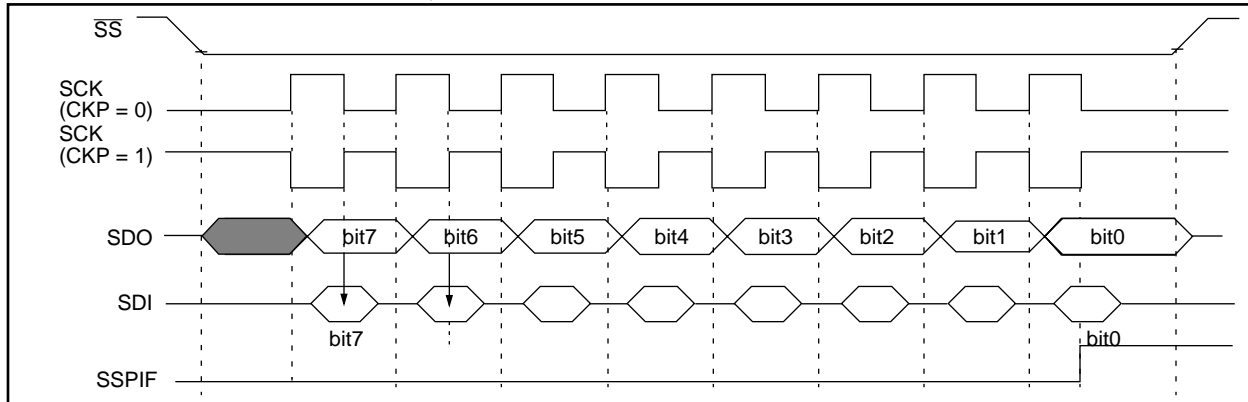 SS
SCK
(CKP = 0)
SCK
(CKP = 1)
SDO bit7 bit6 bit5 bit4 bit3 bit2 bit1 bit0
SDI
bit7 bit0
SSPIF